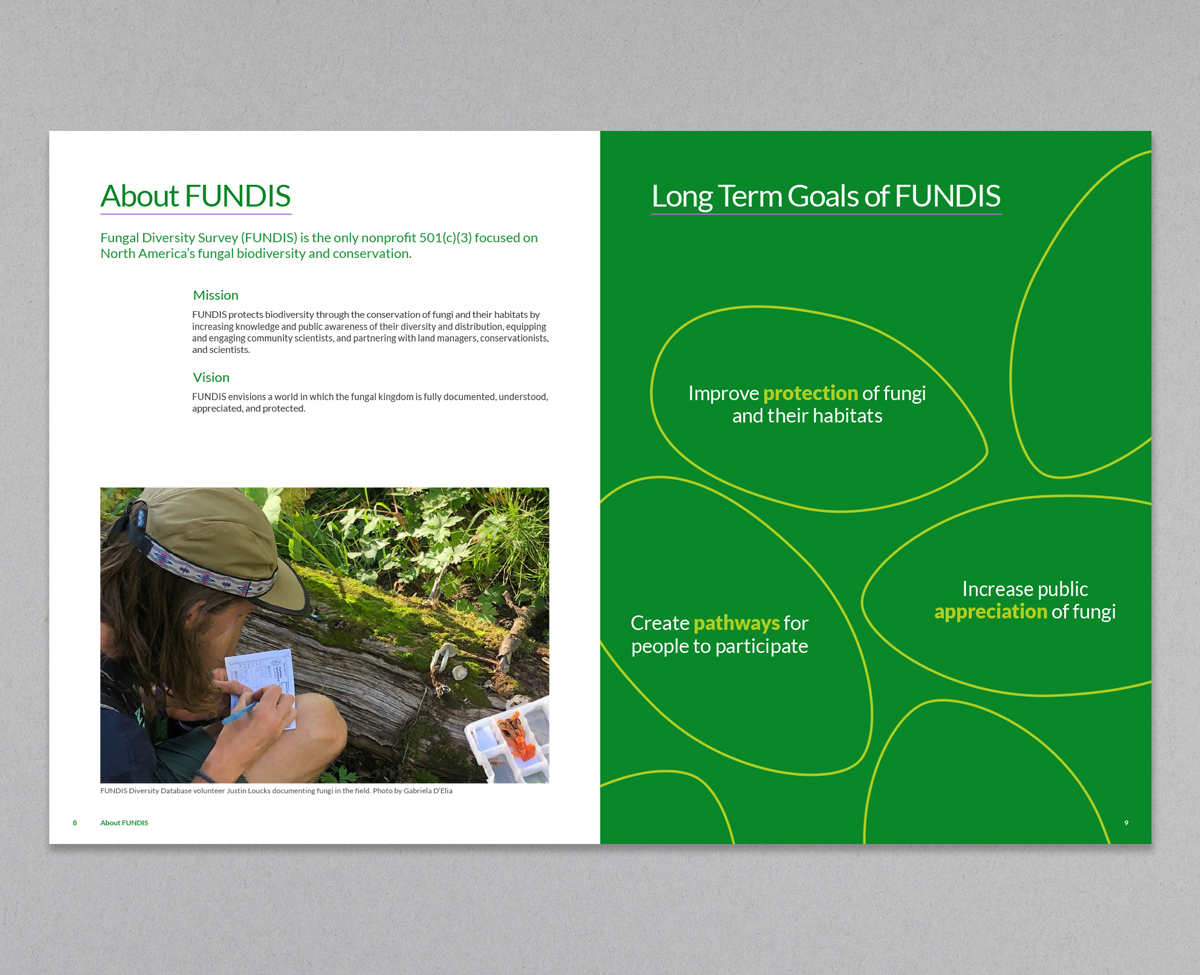 About FUNDIS
Fungal Diversity Survey (FUNDIS) is the only nonprofit 501(c)(3) focused on
North America’s fungal biodiversity and conservation.
Mission
FUNDIS protects biodiversity through the conservation of fungi and their habitats by
increasing knowledge and public awareness of their diversity and distribution, equipping
and engaging community scientists, and partnering with land managers, conservationists,
and scientists.
Vision
FUNDIS envisions a world in which the fungal kingdom is fully documented, understood,
appreciated, and protected.
FUNDIS Diversity Database volunteer Justin Loucks documenting fungi in the field. Photo by Gabriela D’Elia
8 About FUNDIS
Long Term Goals of FUNDIS
Improve protection of fungi
and their habitats
Create pathways for
people to participate
Increase public
appreciation of fungi
9